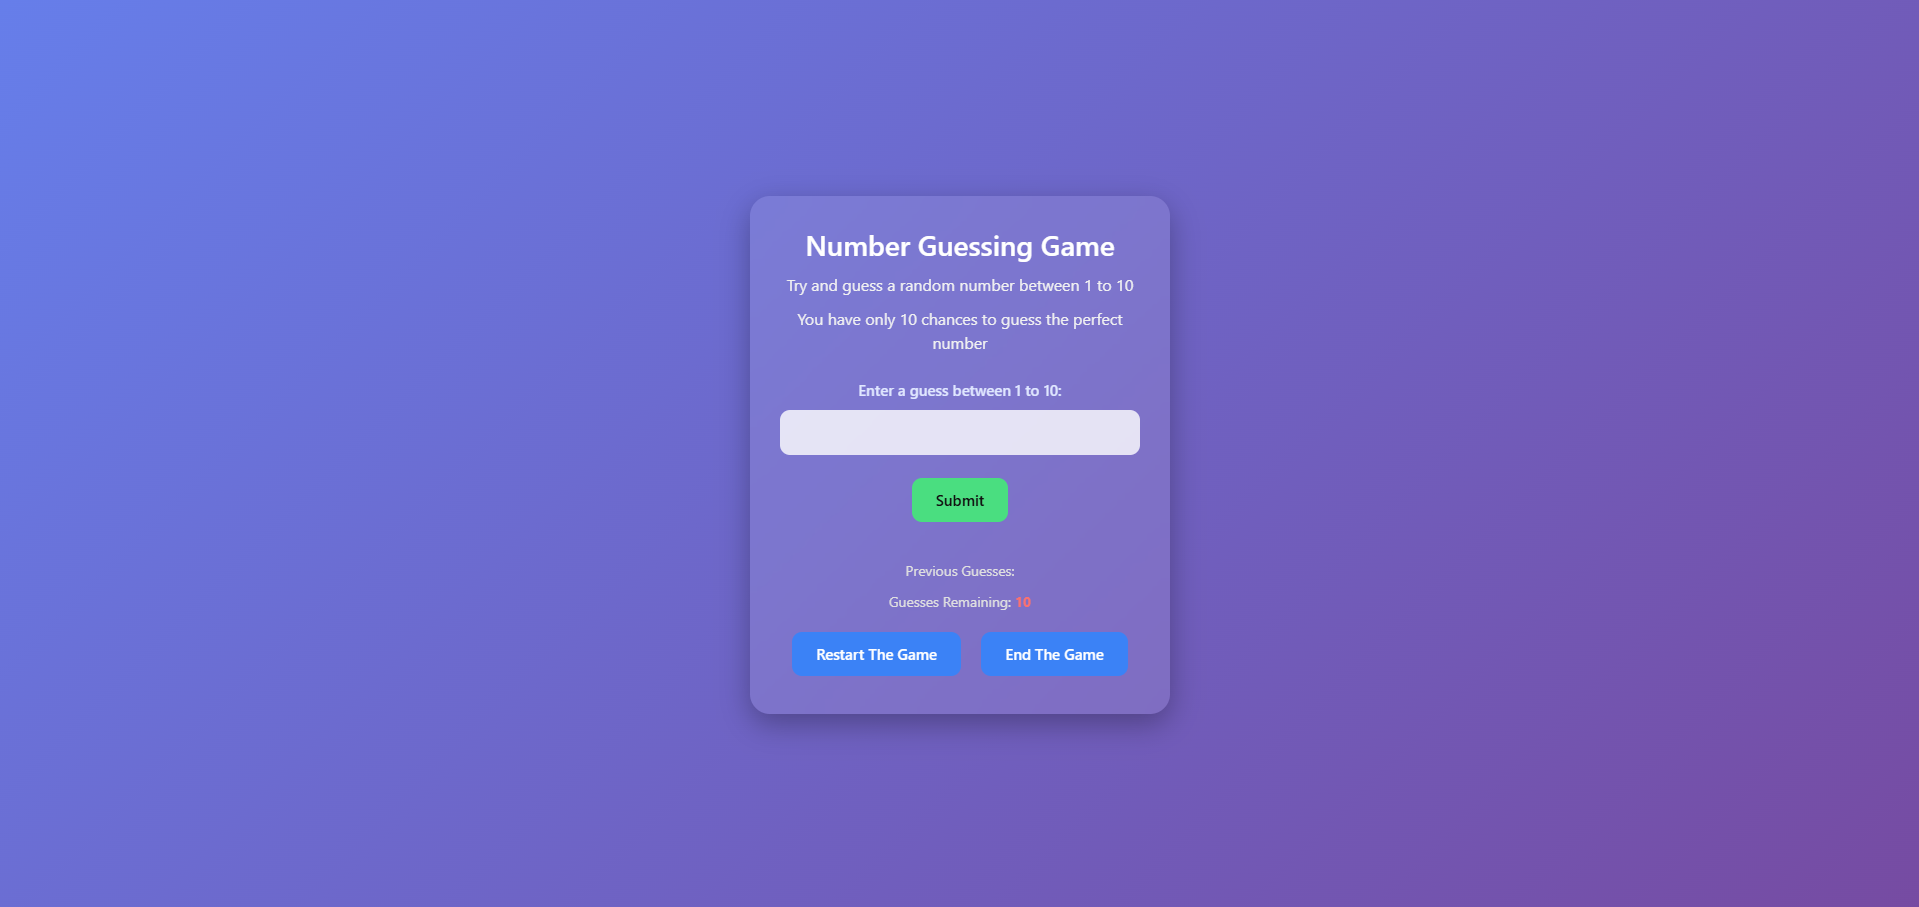 Number Guessing Game
Try and guess a random number between 1 to 10
You have only 10 chances to guess the perfect
number
Enter a guess between 1 to 10:
Submit
Previous Guesses:
Guesses Remaining: 10
Restart The Game
End The Game